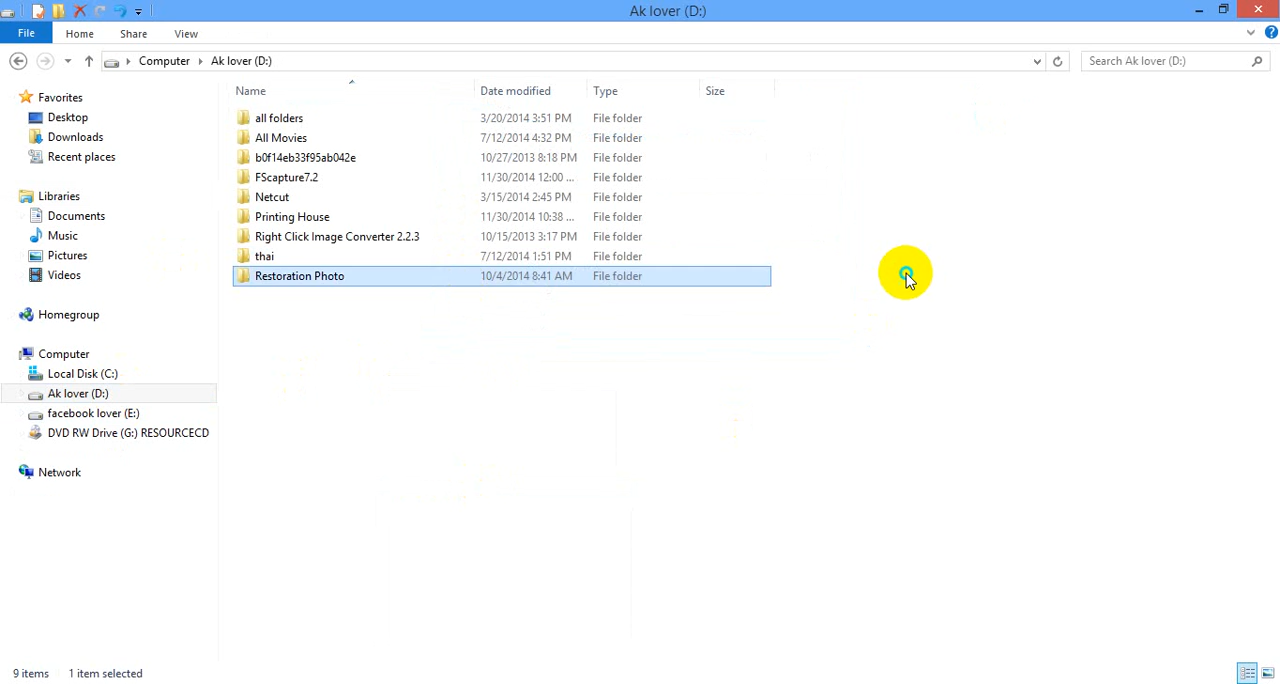 Ak lover (D:)
File Home Share View
Computer Ak lover (D:) Search Ak lover (D:)
Name Date modified Type Size
Favorites
Desktop
Downloads
Recent places
Libraries
Documents
Music
Pictures
Videos
Homegroup
Computer
Local Disk (C:)
Ak lover (D:)
facebook lover (E:)
DVD RW Drive (G:) RESOURCECD
Network
all folders 3/20/2014 3:51 PM File folder
All Movies 7/12/2014 4:32 PM File folder
b0f14eb33f95ab042e 10/27/2013 8:18 PM File folder
FScapture7.2 11/30/2014 12:00 ... File folder
Netcut 3/15/2014 2:45 PM File folder
Printing House 11/30/2014 10:38 ... File folder
Right Click Image Converter 2.2.3 10/15/2013 3:17 PM File folder
thai 7/12/2014 1:51 PM File folder
Restoration Photo 10/4/2014 8:41 AM File folder
9 items 1 item selected